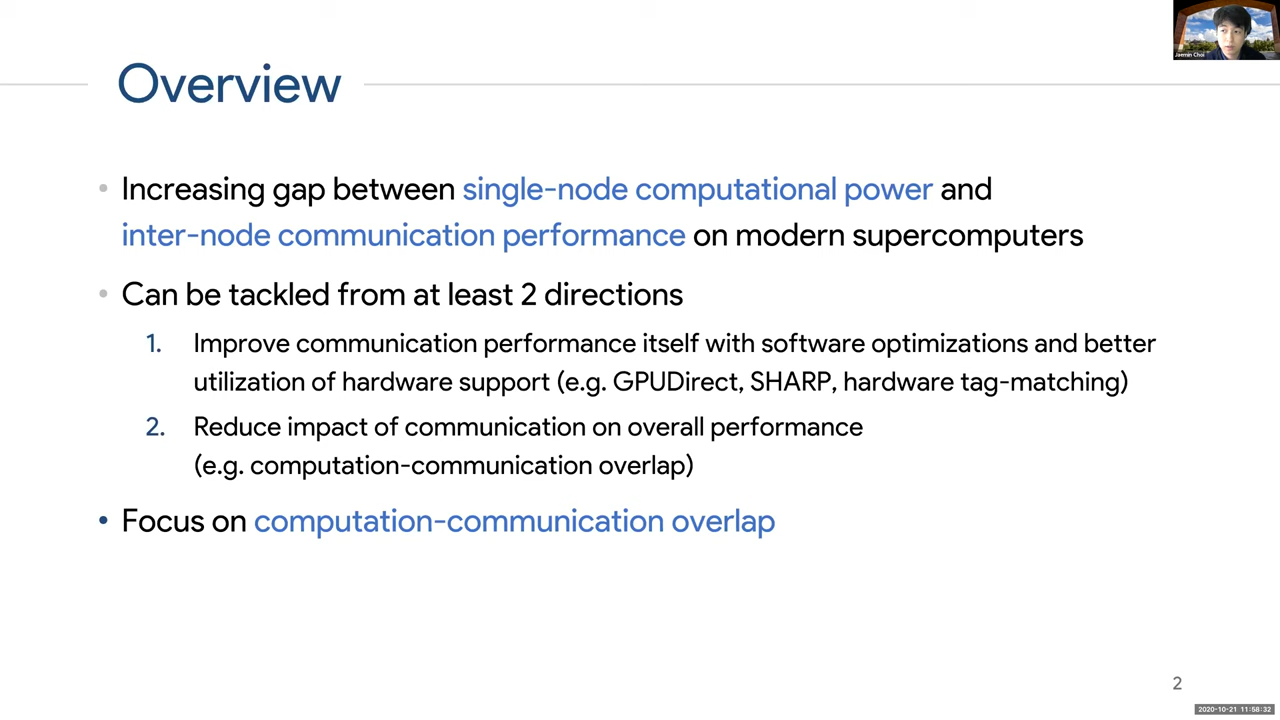 Jaemin Choi
Overview
• Increasing gap between single-node computational power and
inter-node communication performance on modern supercomputers
• Can be tackled from at least 2 directions
1. Improve communication performance itself with software optimizations and better
utilization of hardware support (e.g. GPUDirect, SHARP, hardware tag-matching)
2. Reduce impact of communication on overall performance
(e.g. computation-communication overlap)
• Focus on computation-communication overlap
2
2020-10-21 11:58:32